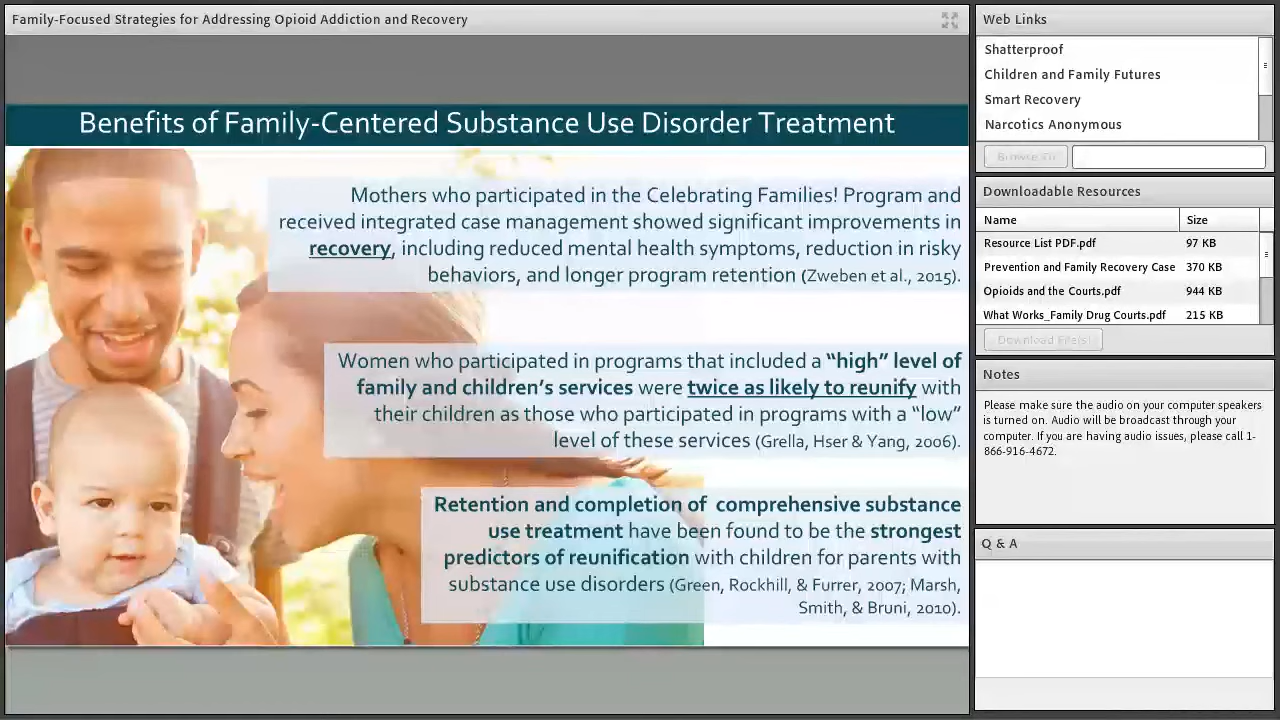 Family-Focused Strategies for Addressing Opioid Addiction and Recovery
Benefits of Family-Centered Substance Use Disorder Treatment
Mothers who participated in the Celebrating Families! Program and
received integrated case management showed significant improvements in
recovery, including reduced mental health symptoms, reduction in risky
behaviors, and longer program retention (Zweben et al., 2015).
Women who participated in programs that included a “high” level of
family and children’s services were twice as likely to reunify with
their children as those who participated in programs with a “low”
level of these services (Grella, Hser & Yang, 2006).
Retention and completion of comprehensive substance
use treatment have been found to be the strongest
predictors of reunification with children for parents with
substance use disorders (Green, Rockhill, & Furrer, 2007; Marsh,
Smith, & Bruni, 2010).
Web Links
Shatterproof
Children and Family Futures
Smart Recovery
Narcotics Anonymous
Browse To
Downloadable Resources
Name Size
Resource List PDF.pdf 97 KB
Prevention and Family Recovery Case 370 KB
Opioids and the Courts.pdf 944 KB
What Works_Family Drug Courts.pdf 215 KB
Download File(s)
Notes
Please make sure the audio on your computer speakers
is turned on. Audio will be broadcast through your
computer. If you are having audio issues, please call 1-
866-916-4672.
Q & A